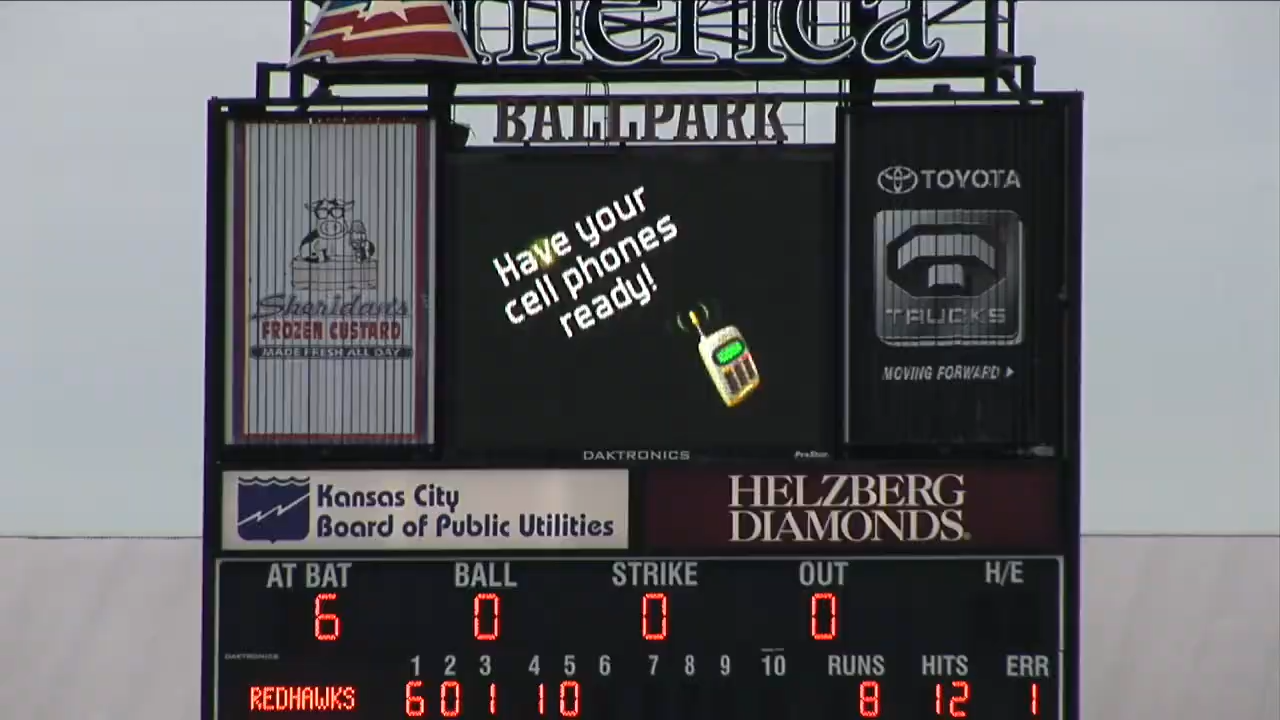 America
BALLPARK
Sheridan's
FROZEN CUSTARD
MADE FRESH ALL DAY
Have your
cell phones
ready!
TOYOTA
TRUCKS
MOVING FORWARD
DAKTRONICS
ProStar
Kansas City
Board of Public Utilities
HELZBERG
DIAMONDS®
AT BAT BALL STRIKE OUT H/E
6 0 0 0
DAKTRONICS
1 2 3 4 5 6 7 8 9 10 RUNS HITS ERR
REDHAWKS 6 0 1 1 0 8 12 1